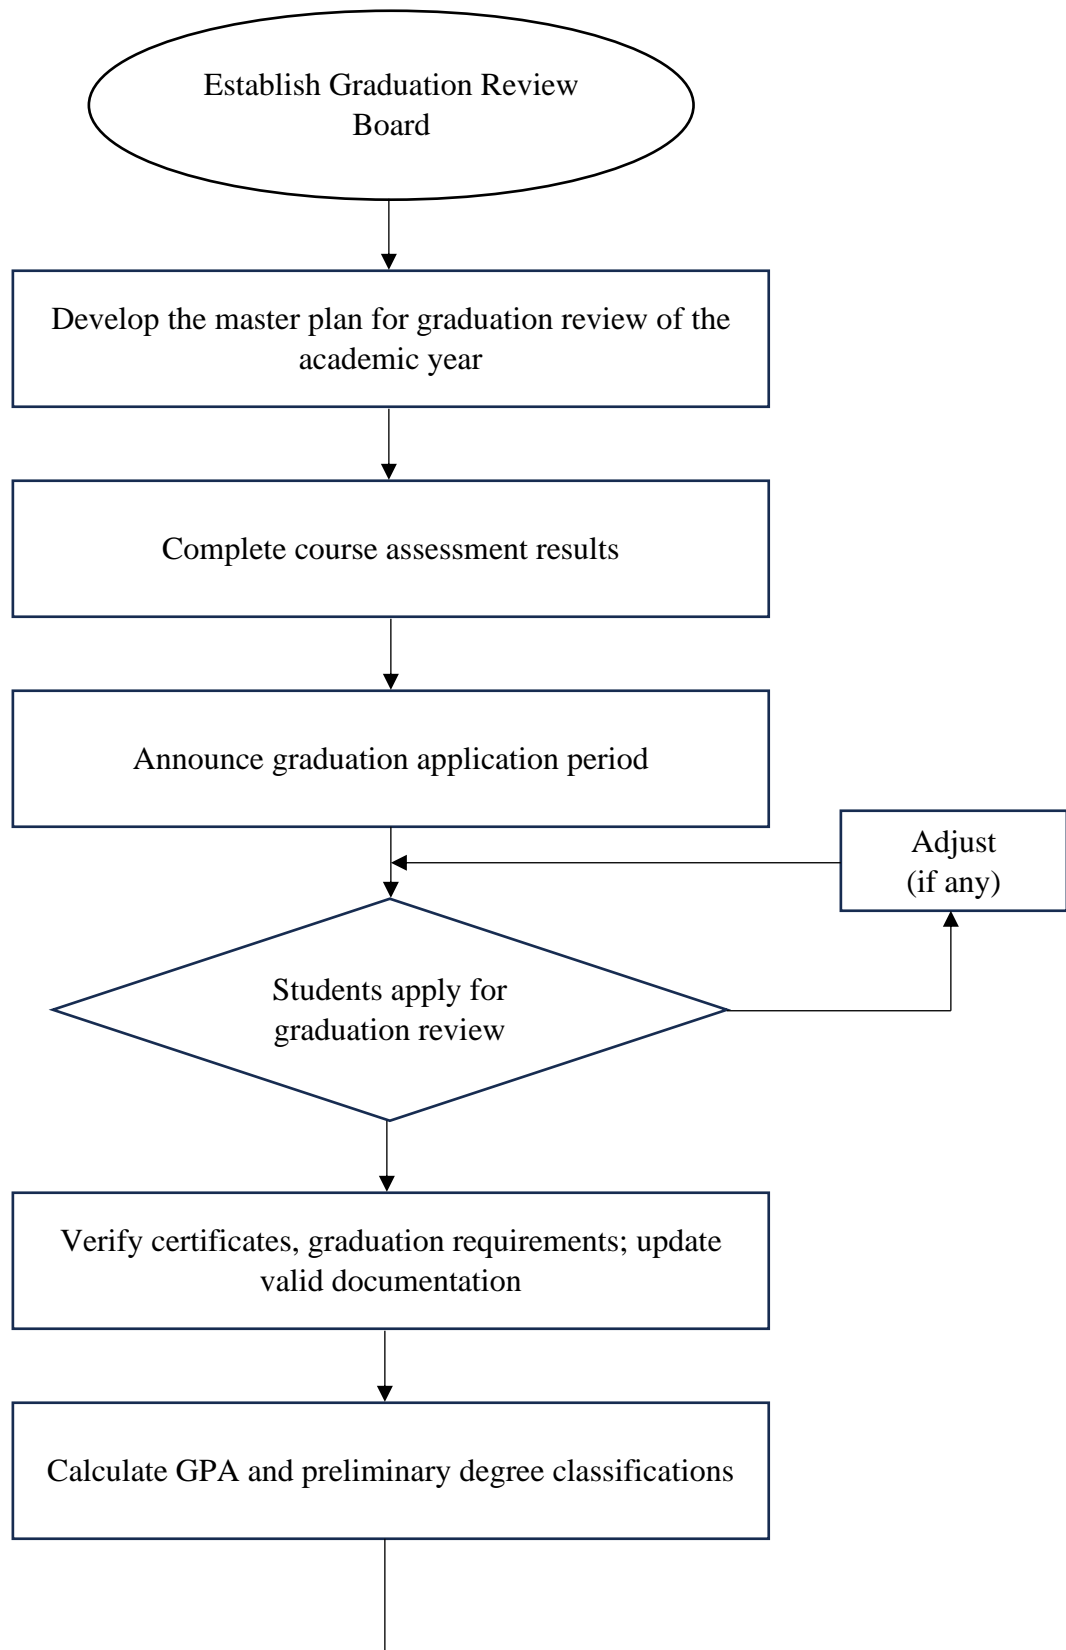 Establish Graduation Review
Board
Develop the master plan for graduation review of the
academic year
Complete course assessment results
Announce graduation application period
Adjust
(if any)
Students apply for
graduation review
Verify certificates, graduation requirements; update
valid documentation
Calculate GPA and preliminary degree classifications